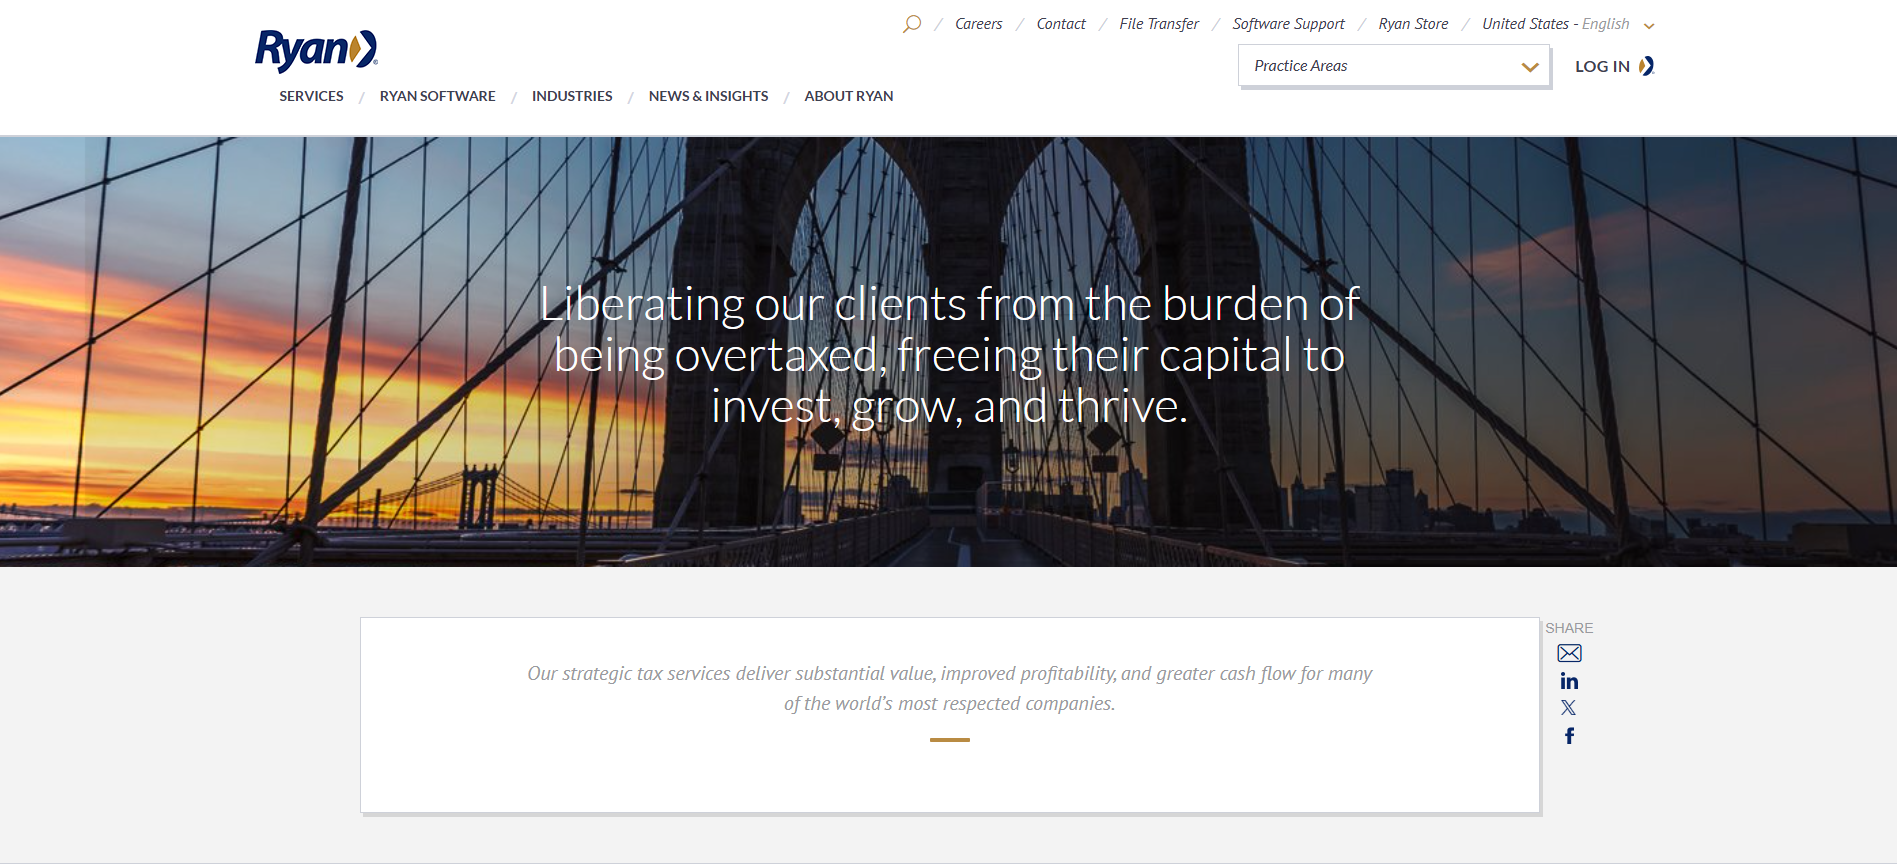 Careers / Contact / File Transfer / Software Support / Ryan Store / United States - English
Ryan
Practice Areas
LOG IN
SERVICES / RYAN SOFTWARE / INDUSTRIES / NEWS & INSIGHTS / ABOUT RYAN
Liberating our clients from the burden of
being overtaxed, freeing their capital to
invest, grow, and thrive.
SHARE
Our strategic tax services deliver substantial value, improved profitability, and greater cash flow for many
of the world’s most respected companies.